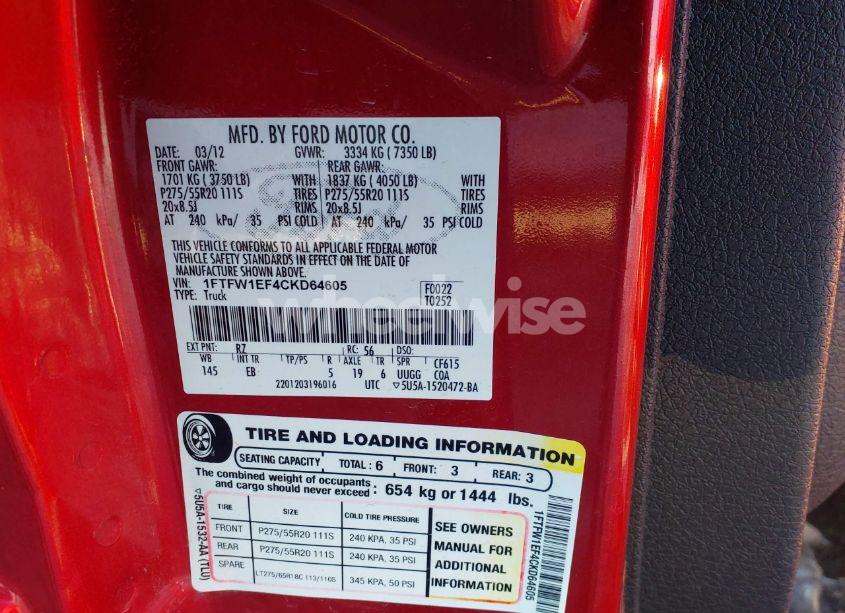 MFD. BY FORD MOTOR CO.
DATE: 03/12 GVWR: 3334 KG ( 7350 LB)
FRONT GAWR: REAR GAWR:
1701 KG ( 3750 LB) WITH 1837 KG ( 4050 LB) WITH
P275/55R20 111S TIRES P275/55R20 111S TIRES
20x8.5J RIMS 20x8.5J RIMS
AT 240 kPa/ 35 PSI COLD AT 240 kPa/ 35 PSI COLD
THIS VEHICLE CONFORMS TO ALL APPLICABLE FEDERAL MOTOR
VEHICLE SAFETY STANDARDS IN EFFECT ON THE DATE OF
MANUFACTURE SHOWN ABOVE.
VIN: 1FTFW1EF4CKD64605 F0022
TYPE: Truck T0252
wheelwise
EXT PNT: RZ RC: 56 DSO:
WB INT TR TP/PS R AXLE TR SPR CF615
145 EB 5 19 6 UUGG COA
2201203196016 UTC ▽5U5A-1520472-BA
TIRE AND LOADING INFORMATION
SEATING CAPACITY TOTAL : 6 FRONT: 3 REAR: 3
The combined weight of occupants
and cargo should never exceed: 654 kg or 1444 lbs.
TIRE SIZE COLD TIRE PRESSURE
FRONT P275/55R20 111S 240 KPA, 35 PSI
REAR P275/55R20 111S 240 KPA, 35 PSI
SPARE LT275/65R18C 113/110S 345 KPA, 50 PSI
SEE OWNERS
MANUAL FOR
ADDITIONAL
INFORMATION
▽5U5A-1532-AA (TLU)
1FTFW1EF4CKD64605